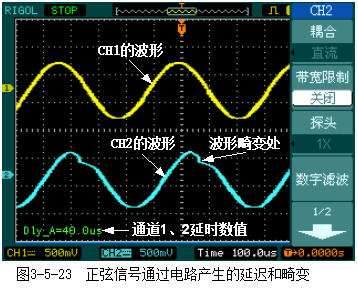 RIGOL STOP
CH2
耦合
直流
带宽限制
关闭
探头
1X
数字滤波
1/2
CH1的波形
CH2的波形
波形畸变处
Dly_A=40.0us
通道1、2延时数值
CH1= 500mV CH2= 500mV Time 100.0us T→0.0000s
图3-5-23 正弦信号通过电路产生的延迟和畸变